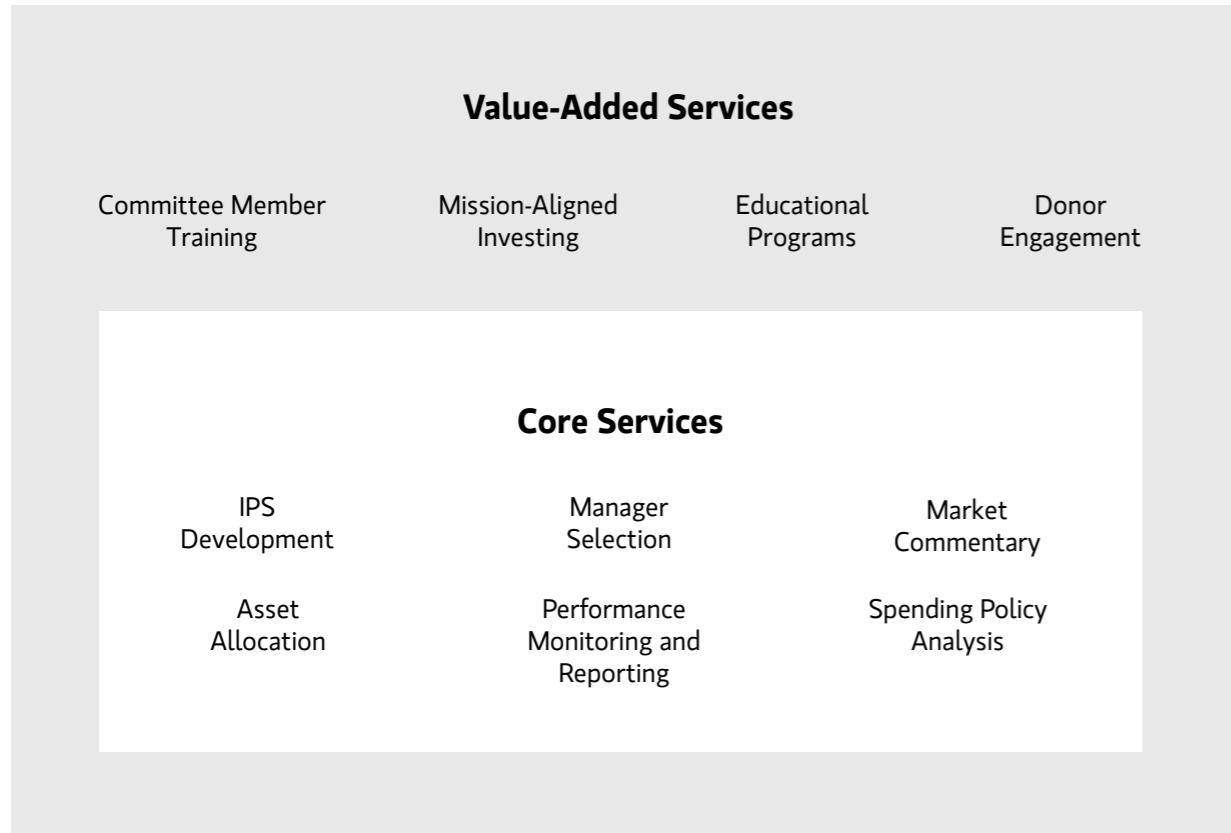 Value-Added Services
Committee Member
Training
Mission-Aligned
Investing
Educational
Programs
Donor
Engagement
Core Services
IPS
Development
Manager
Selection
Market
Commentary
Asset
Allocation
Performance
Monitoring and
Reporting
Spending Policy
Analysis